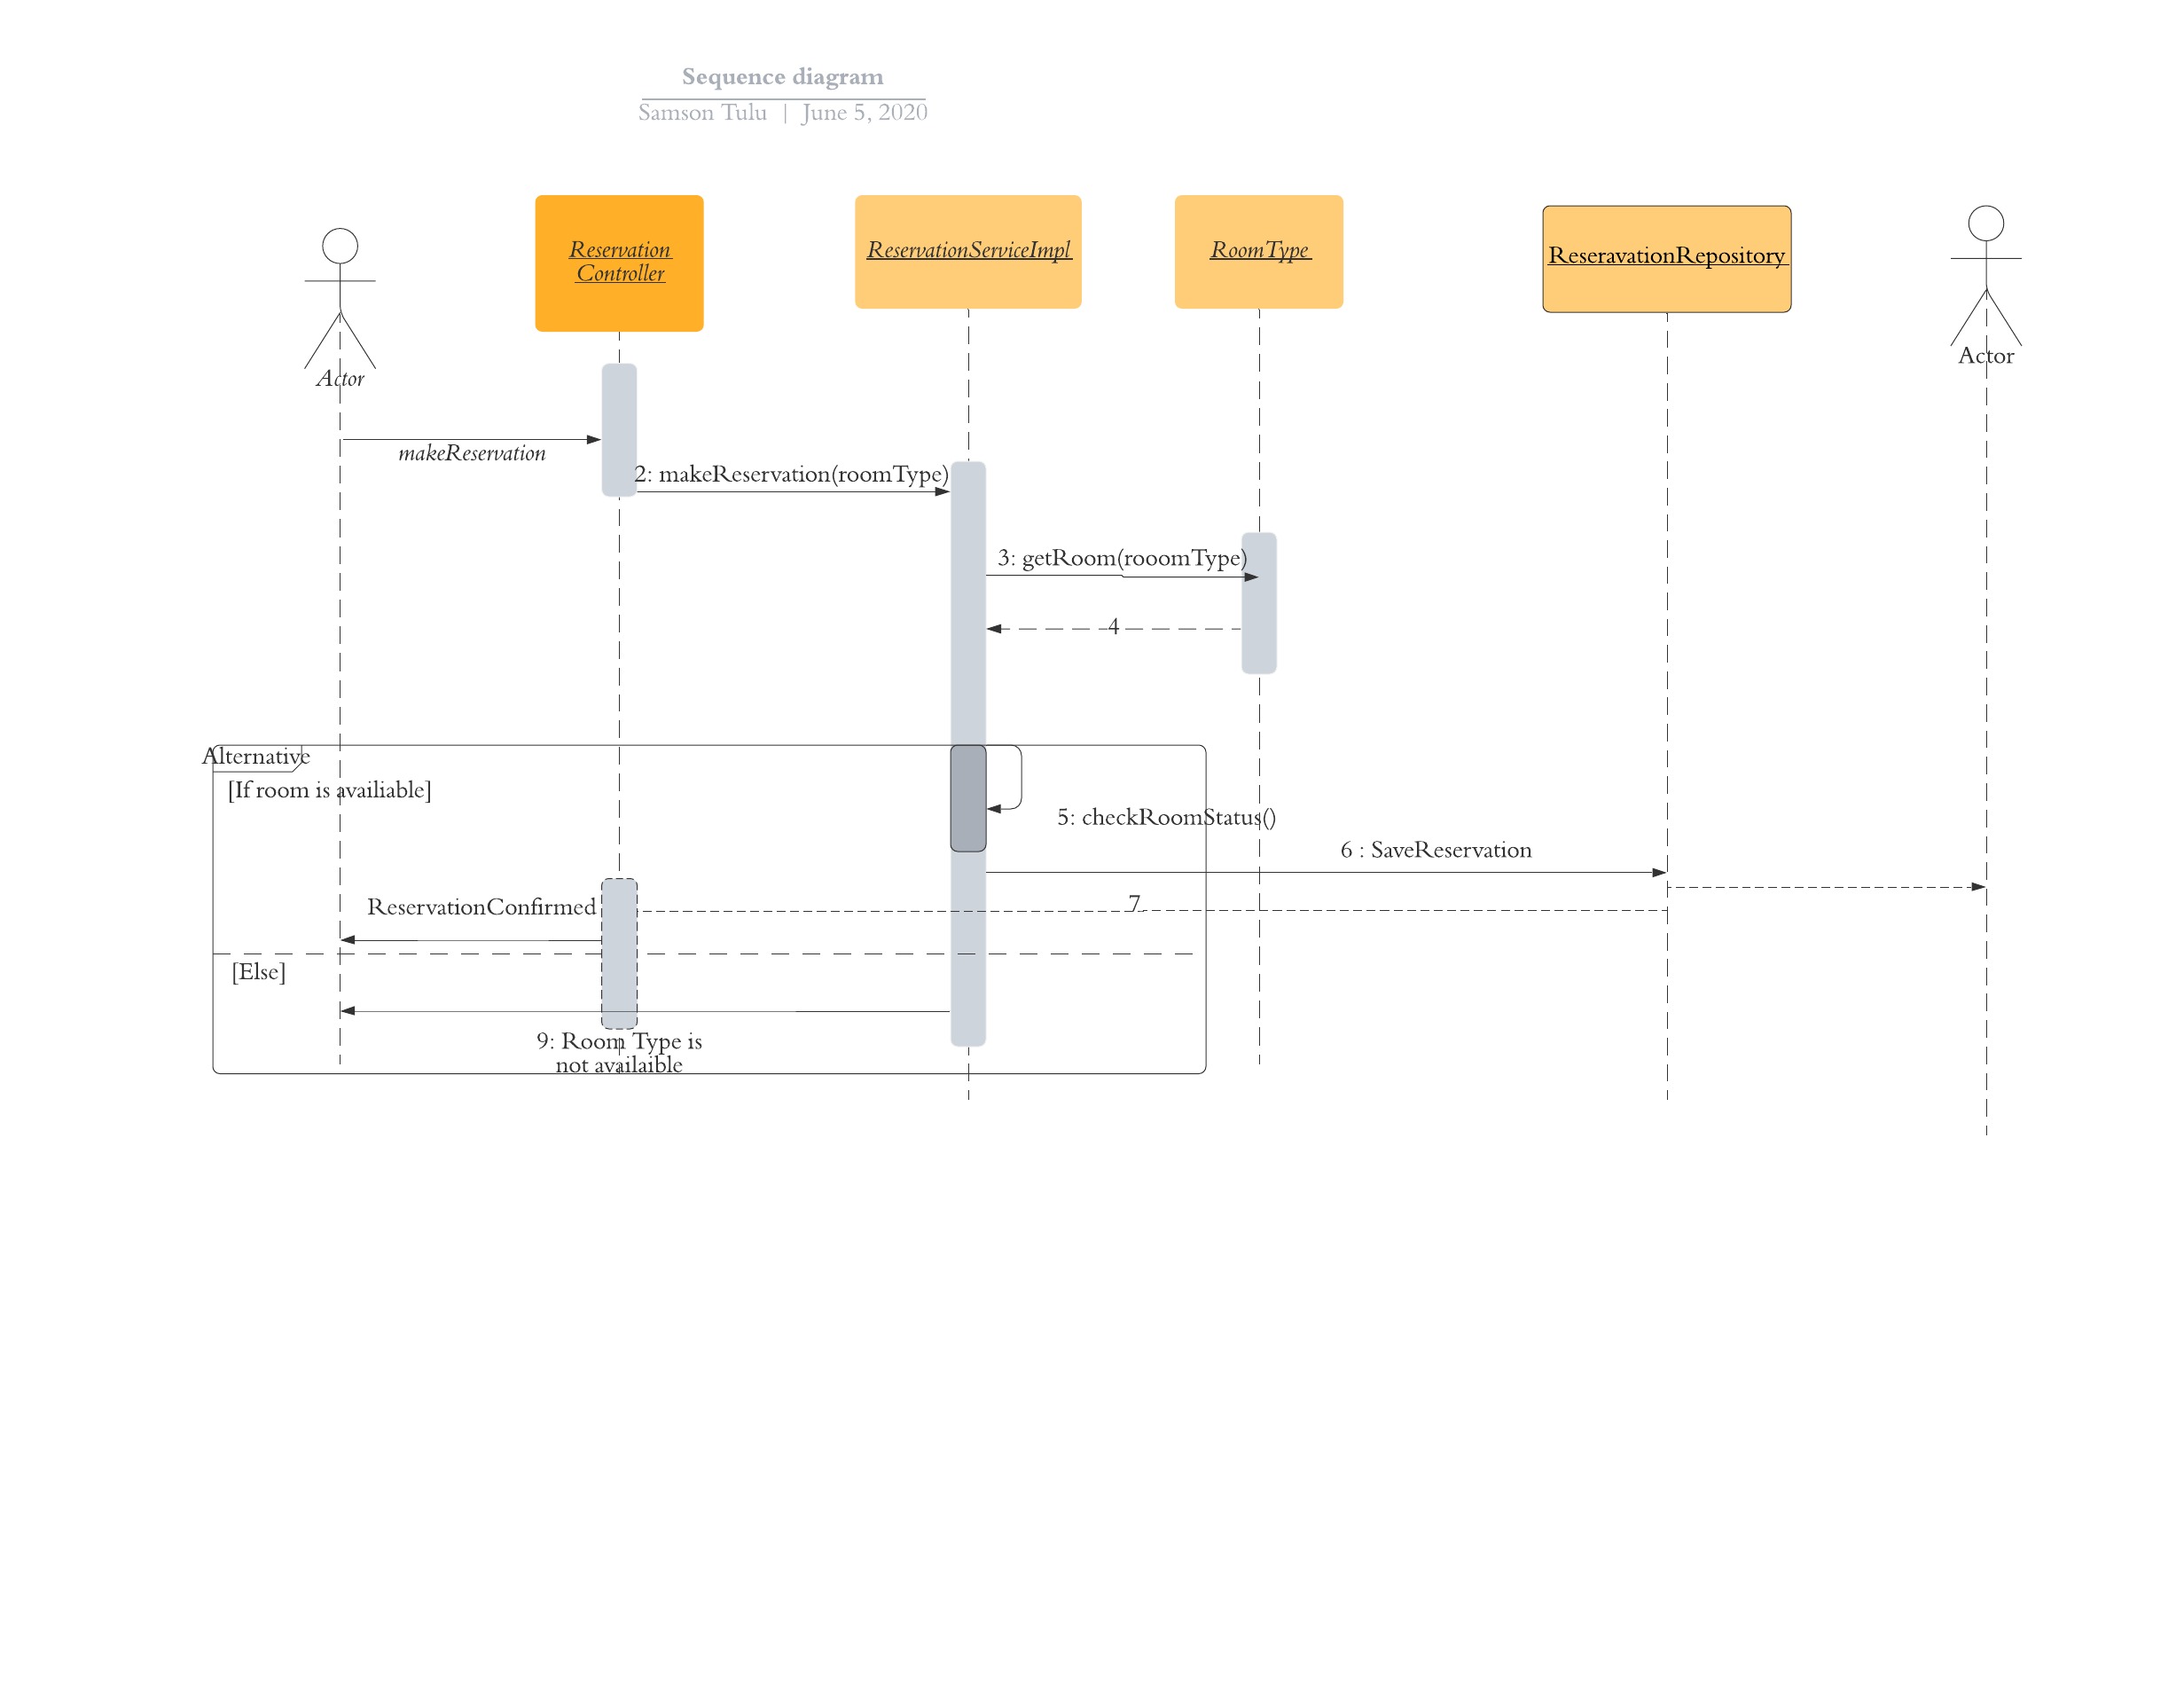 Sequence diagram
Samson Tulu | June 5, 2020
Reservation
Controller
ReservationServiceImpl
RoomType
ReseravationRepository
Actor
Actor
makeReservation
2: makeReservation(roomType)
3: getRoom(rooomType)
4
Alternative
[If room is availiable]
5: checkRoomStatus()
6 : SaveReservation
ReservationConfirmed
7
[Else]
9: Room Type is
not availaible